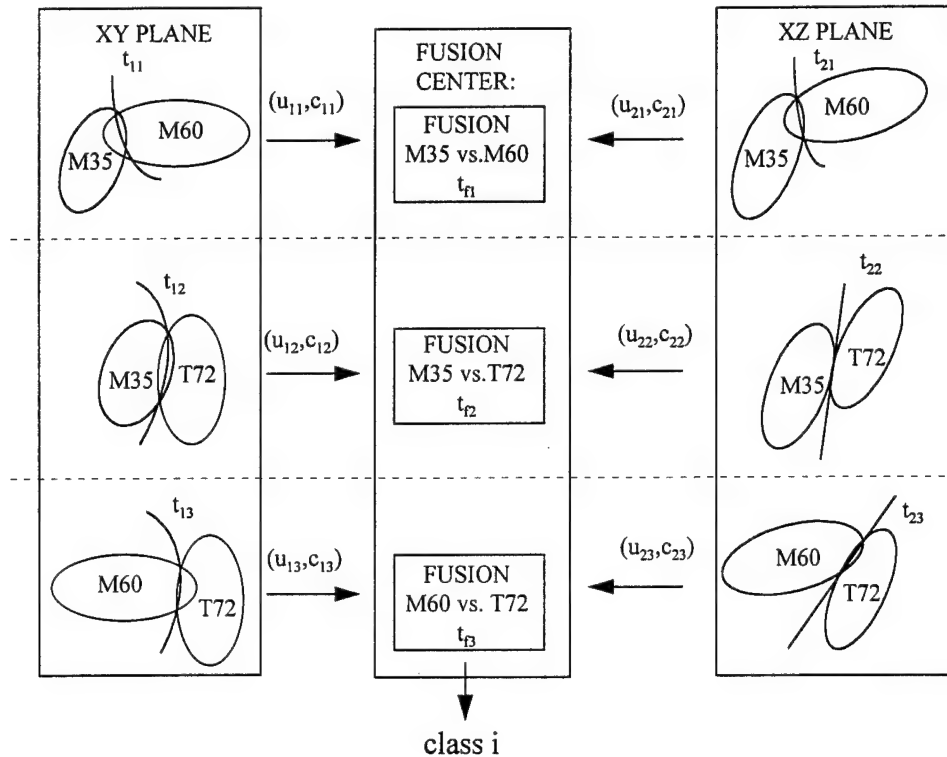 XY PLANE
t11
M35
M60
(u11,c11)
FUSION
CENTER:
FUSION
M35 vs.M60
tf1
(u21,c21)
XZ PLANE
t21
M60
M35
t12
M35
T72
(u12,c12)
FUSION
M35 vs.T72
tf2
(u22,c22)
t22
M35
T72
t13
M60
T72
(u13,c13)
FUSION
M60 vs. T72
tf3
(u23,c23)
t23
M60
T72
class i